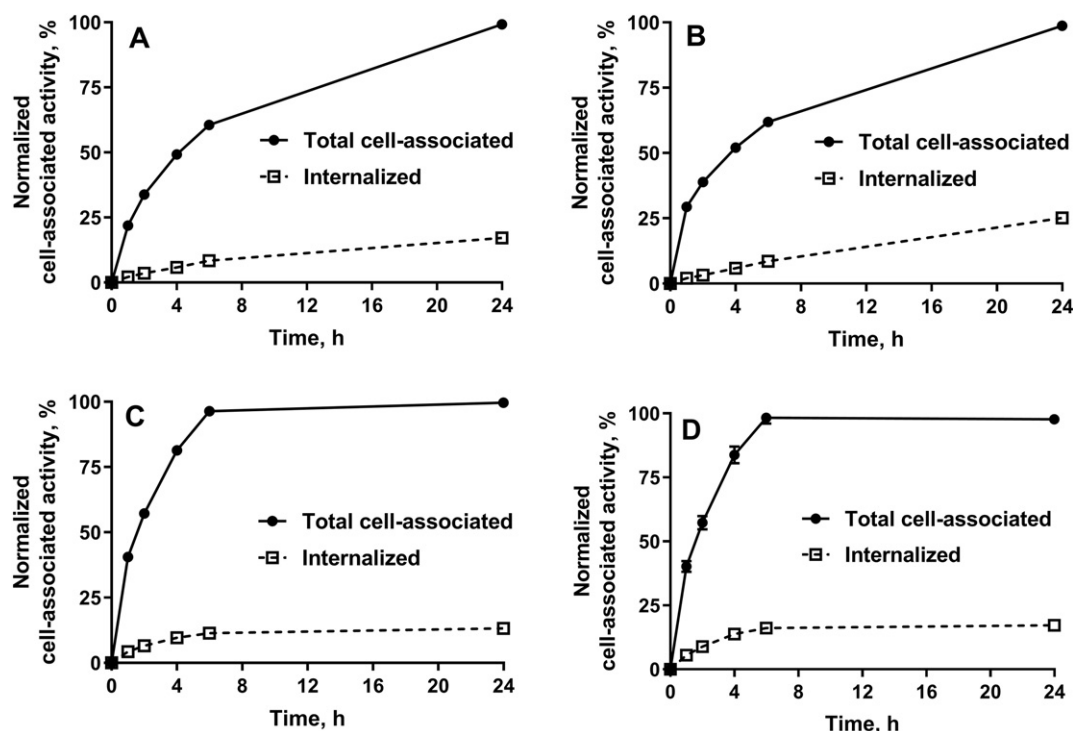 A
Normalized
cell-associated activity, %
100
75
50
25
0
Total cell-associated
Internalized
0 4 8 12 16 20 24
Time, h
B
Normalized
cell-associated activity, %
100
75
50
25
0
Total cell-associated
Internalized
0 4 8 12 16 20 24
Time, h
C
Normalized
cell-associated activity, %
100
75
50
25
0
Total cell-associated
Internalized
0 4 8 12 16 20 24
Time, h
D
Normalized
cell-associated activity, %
100
75
50
25
0
Total cell-associated
Internalized
0 4 8 12 16 20 24
Time, h